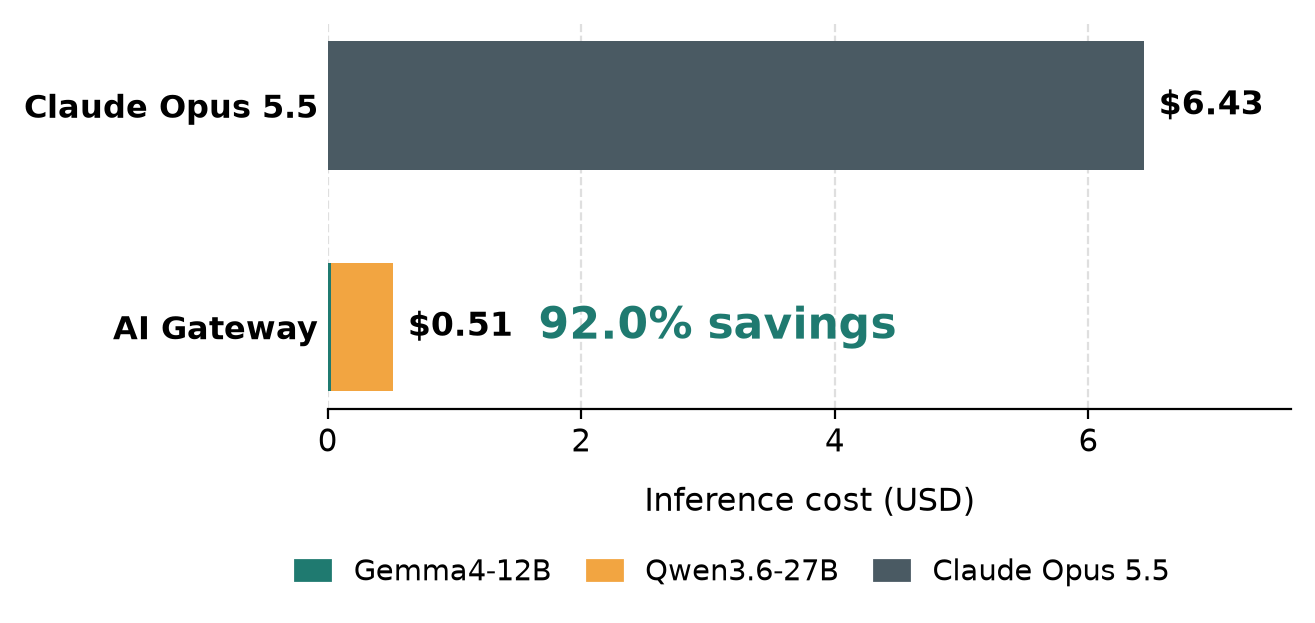 Claude Opus 5.5
$6.43
AI Gateway
$0.51
92.0% savings
0 2 4 6
Inference cost (USD)
Gemma4-12B Qwen3.6-27B Claude Opus 5.5